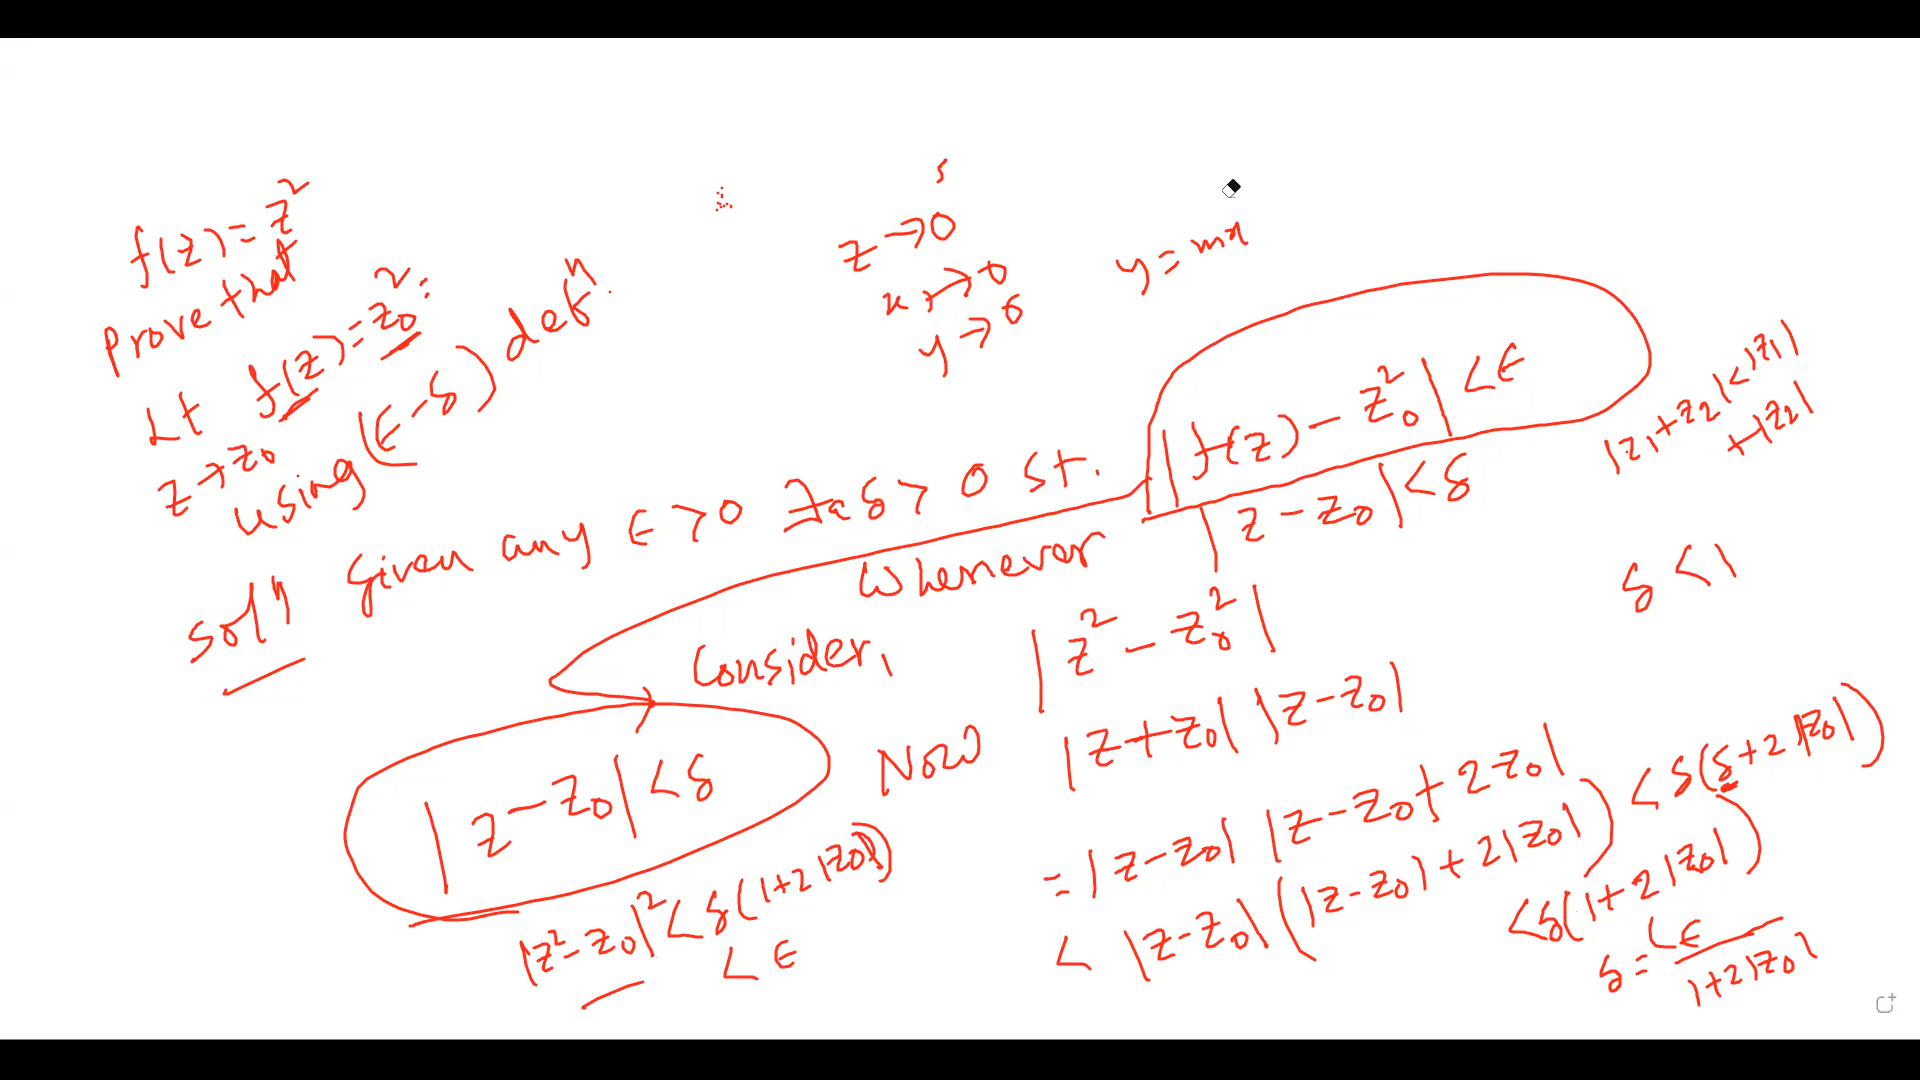 f(z) = z²
Prove that
Lt f(z) = z₀².
z→z₀
using (ϵ-δ) defⁿ.
z→0
x→0
y→0
y = mx
Solⁿ Given any ϵ > 0 ∃ a δ > 0 st. |f(z) - z₀²| < ϵ
Whenever |z - z₀| < δ
|z₁+z₂| < |z₁|
+|z₂|
δ < 1
Consider, |z² - z₀²|
|z+z₀| |z-z₀|
|z - z₀| < δ
Now
= |z-z₀| |z-z₀+2z₀|
< |z-z₀| (|z-z₀| + 2|z₀|) < δ(δ+2|z₀|)
< δ(1+2|z₀|)
|z²-z₀|² < δ(1+2|z₀|)
< ϵ
< ϵ
δ = ϵ/1+2|z₀|